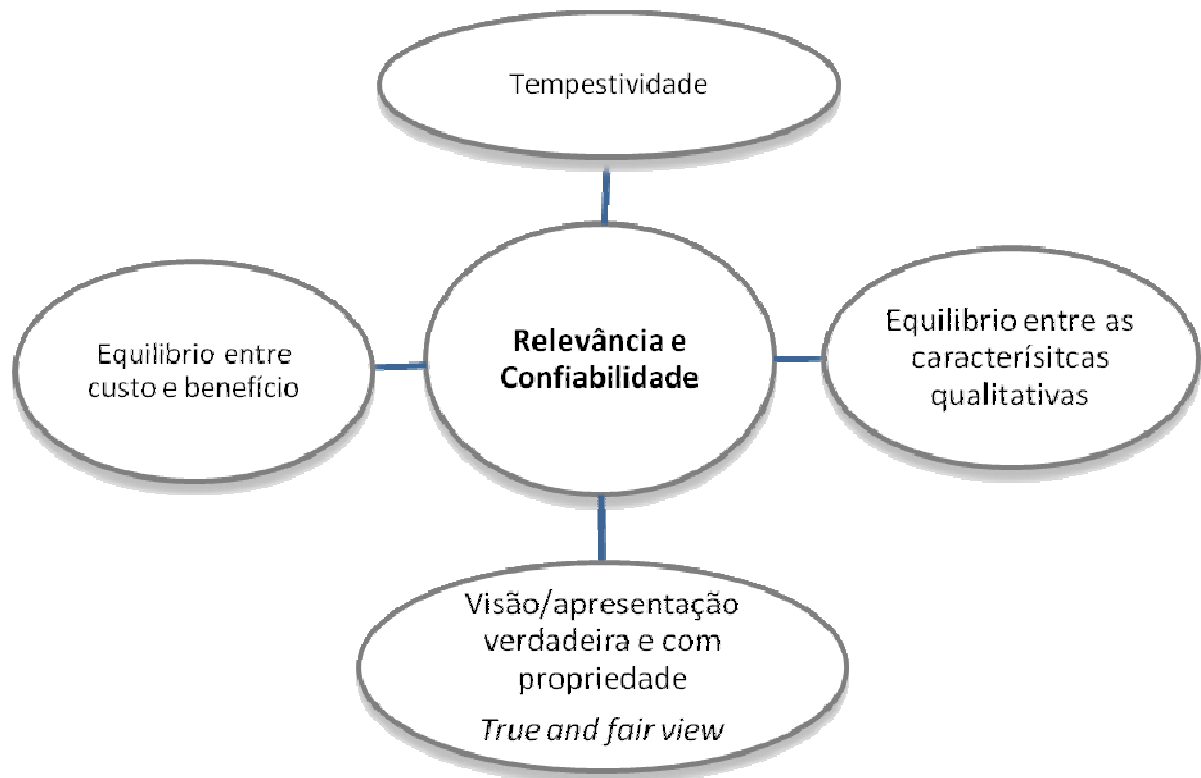 Tempestividade
Equilibrio entre
custo e benefício
Relevância e
Confiabilidade
Equilibrio entre as
caracterísitcas
qualitativas
Visão/apresentação
verdadeira e com
propriedade
True and fair view